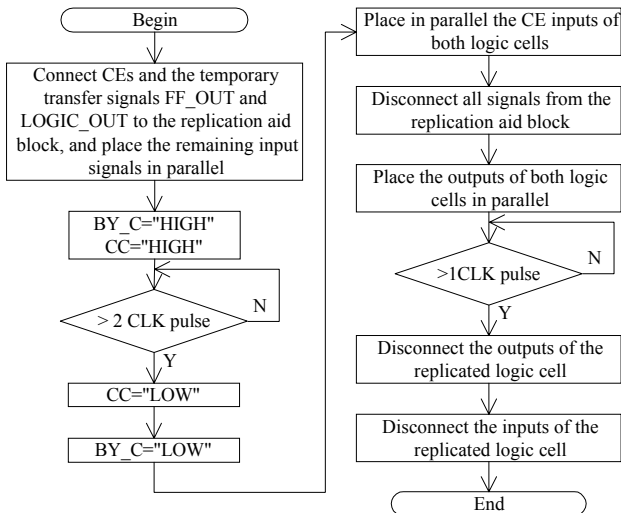 Begin
Connect CEs and the temporary
transfer signals FF_OUT and
LOGIC_OUT to the replication aid
block, and place the remaining input
signals in parallel
BY_C="HIGH"
CC="HIGH"
> 2 CLK pulse
N
Y
CC="LOW"
BY_C="LOW"
Place in parallel the CE inputs of
both logic cells
Disconnect all signals from the
replication aid block
Place the outputs of both logic
cells in parallel
>1CLK pulse
N
Y
Disconnect the outputs of the
replicated logic cell
Disconnect the inputs of the
replicated logic cell
End